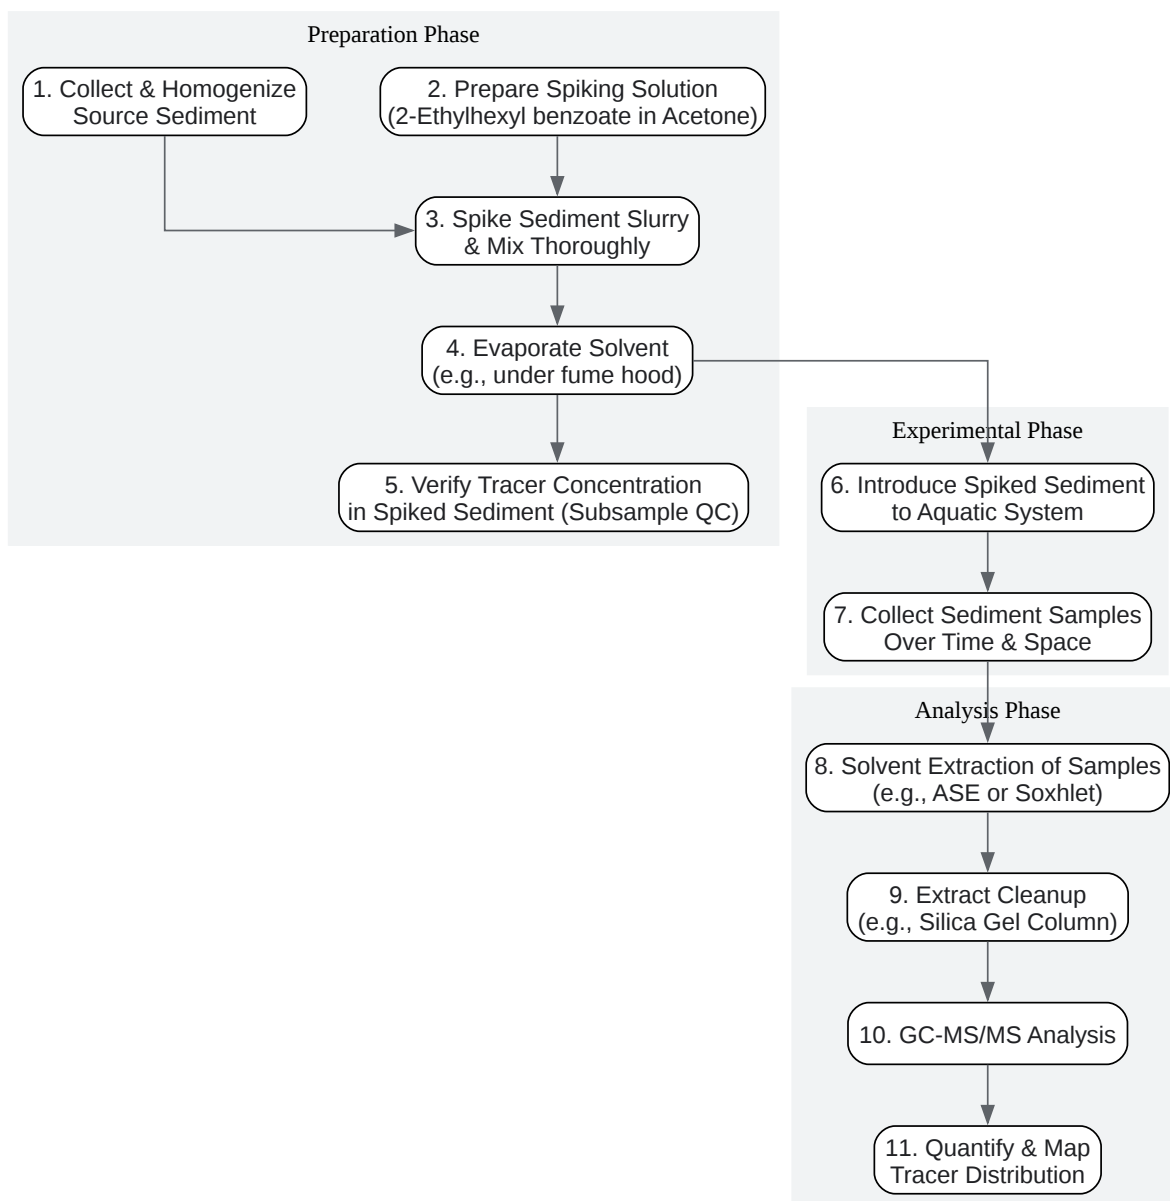 Preparation Phase
1. Collect & Homogenize
Source Sediment
2. Prepare Spiking Solution
(2-Ethylhexyl benzoate in Acetone)
3. Spike Sediment Slurry
& Mix Thoroughly
4. Evaporate Solvent
(e.g., under fume hood)
5. Verify Tracer Concentration
in Spiked Sediment (Subsample QC)
Experimental Phase
6. Introduce Spiked Sediment
to Aquatic System
7. Collect Sediment Samples
Over Time & Space
Analysis Phase
8. Solvent Extraction of Samples
(e.g., ASE or Soxhlet)
9. Extract Cleanup
(e.g., Silica Gel Column)
10. GC-MS/MS Analysis
11. Quantify & Map
Tracer Distribution